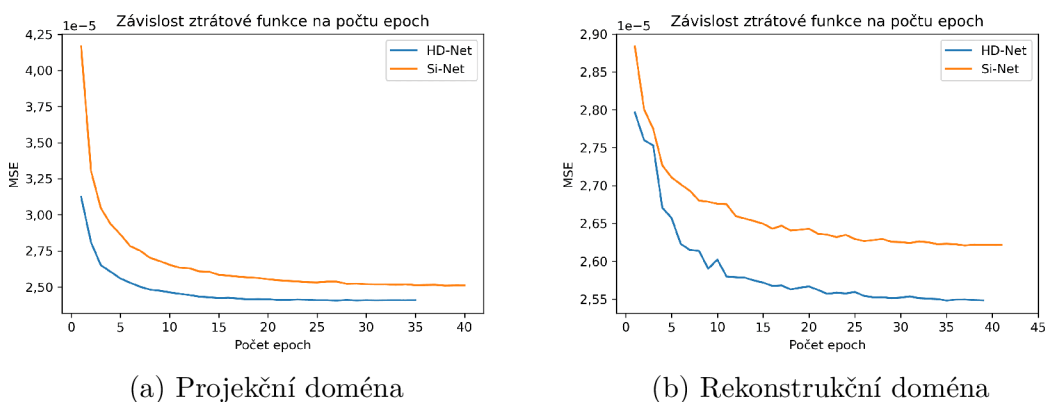 Závislost ztrátové funkce na počtu epoch
1e−5
4,25
4,00
3,75
3,50
3,25
3,00
2,75
2,50
MSE
HD-Net
Si-Net
0 5 10 15 20 25 30 35 40
Počet epoch
(a) Projekční doména
Závislost ztrátové funkce na počtu epoch
1e−5
2,90
2,85
2,80
2,75
2,70
2,65
2,60
2,55
MSE
HD-Net
Si-Net
0 5 10 15 20 25 30 35 40 45
Počet epoch
(b) Rekonstrukční doména